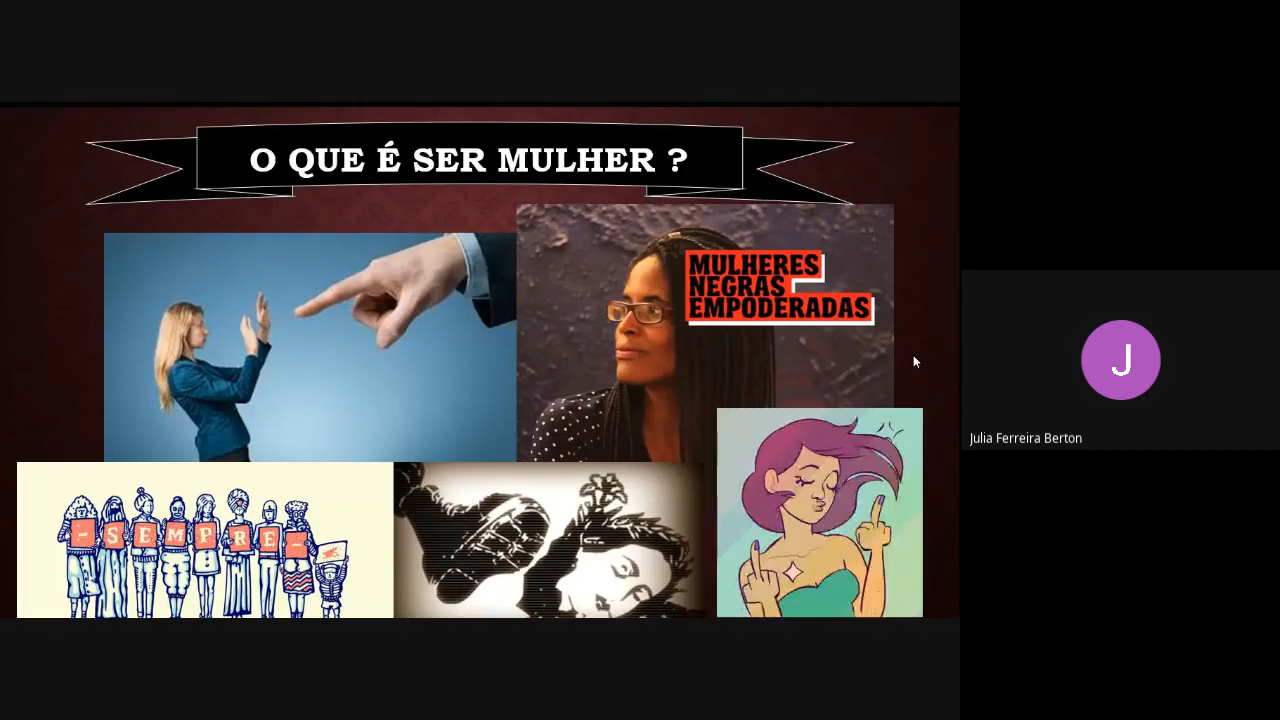 O QUE É SER MULHER ?
MULHERES
NEGRAS
EMPODERADAS
- SEMPRE -
J
Julia Ferreira Berton